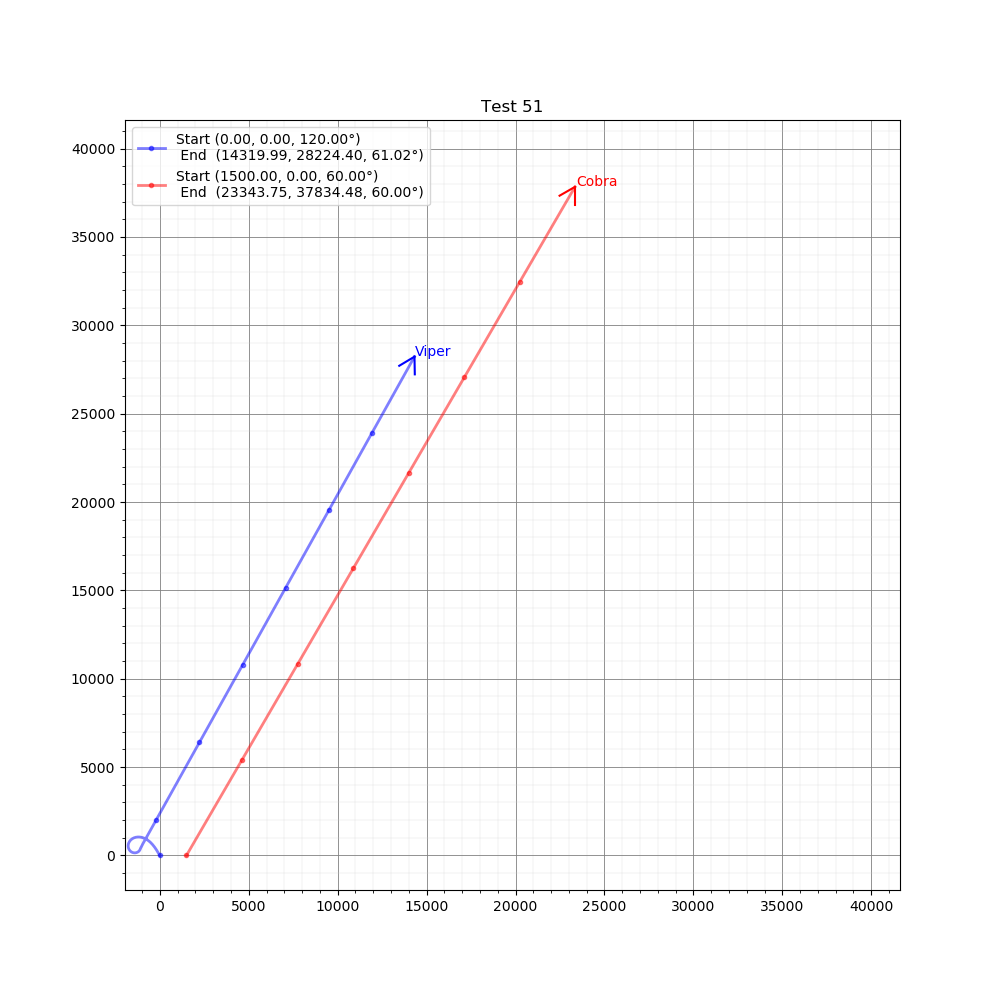 Test 51
Start (0.00, 0.00, 120.00°)
End  (14319.99, 28224.40, 61.02°)
Start (1500.00, 0.00, 60.00°)
End  (23343.75, 37834.48, 60.00°)
Cobra
Viper
40000
35000
30000
25000
20000
15000
10000
5000
0
0 5000 10000 15000 20000 25000 30000 35000 40000